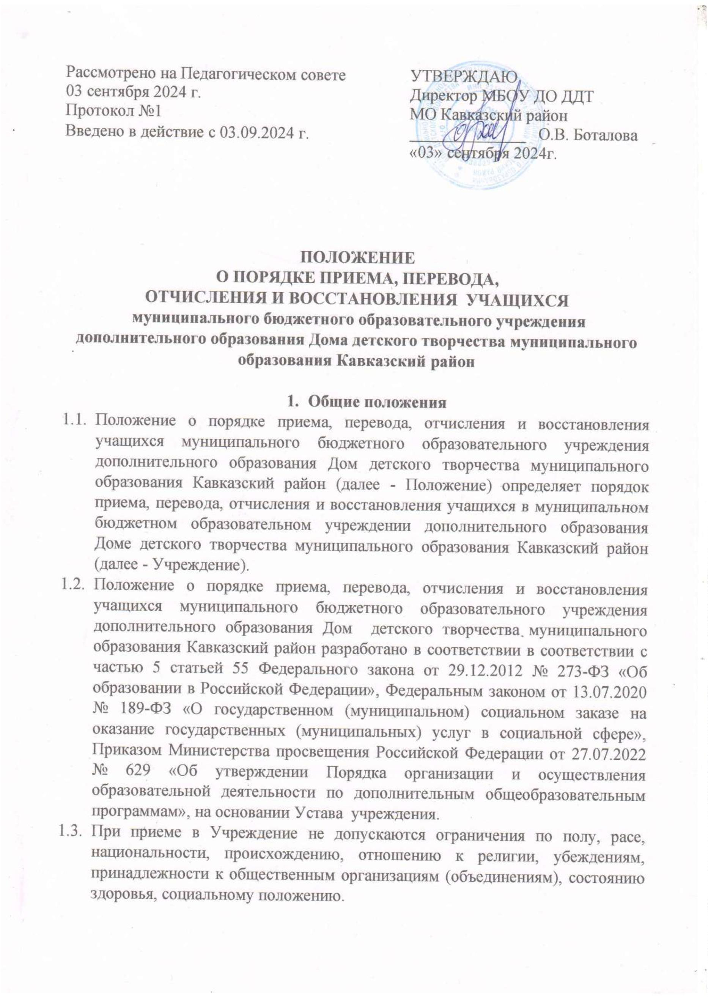 Рассмотрено на Педагогическом совете
03 сентября 2024 г.
Протокол №1
Введено в действие с 03.09.2024 г.
УТВЕРЖДАЮ
Директор МБОУ ДО ДДТ
МО Кавказский район
О.В. Боталова
«03» сентября 2024г.
ПОЛОЖЕНИЕ
О ПОРЯДКЕ ПРИЕМА, ПЕРЕВОДА,
ОТЧИСЛЕНИЯ И ВОССТАНОВЛЕНИЯ УЧАЩИХСЯ
муниципального бюджетного образовательного учреждения
дополнительного образования Дома детского творчества муниципального
образования Кавказский район
1. Общие положения
1.1. Положение о порядке приема, перевода, отчисления и восстановления
учащихся муниципального бюджетного образовательного учреждения
дополнительного образования Дом детского творчества муниципального
образования Кавказский район (далее - Положение) определяет порядок
приема, перевода, отчисления и восстановления учащихся в муниципальном
бюджетном образовательном учреждении дополнительного образования
Доме детского творчества муниципального образования Кавказский район
(далее - Учреждение).
1.2. Положение о порядке приема, перевода, отчисления и восстановления
учащихся муниципального бюджетного образовательного учреждения
дополнительного образования Дом детского творчества муниципального
образования Кавказский район разработано в соответствии в соответствии с
частью 5 статьей 55 Федерального закона от 29.12.2012 № 273-ФЗ «Об
образовании в Российской Федерации», Федеральным законом от 13.07.2020
№ 189-ФЗ «О государственном (муниципальном) социальном заказе на
оказание государственных (муниципальных) услуг в социальной сфере»,
Приказом Министерства просвещения Российской Федерации от 27.07.2022
№ 629 «Об утверждении Порядка организации и осуществления
образовательной деятельности по дополнительным общеобразовательным
программам», на основании Устава учреждения.
1.3. При приеме в Учреждение не допускаются ограничения по полу, расе,
национальности, происхождению, отношению к религии, убеждениям,
принадлежности к общественным организациям (объединениям), состоянию
здоровья, социальному положению.